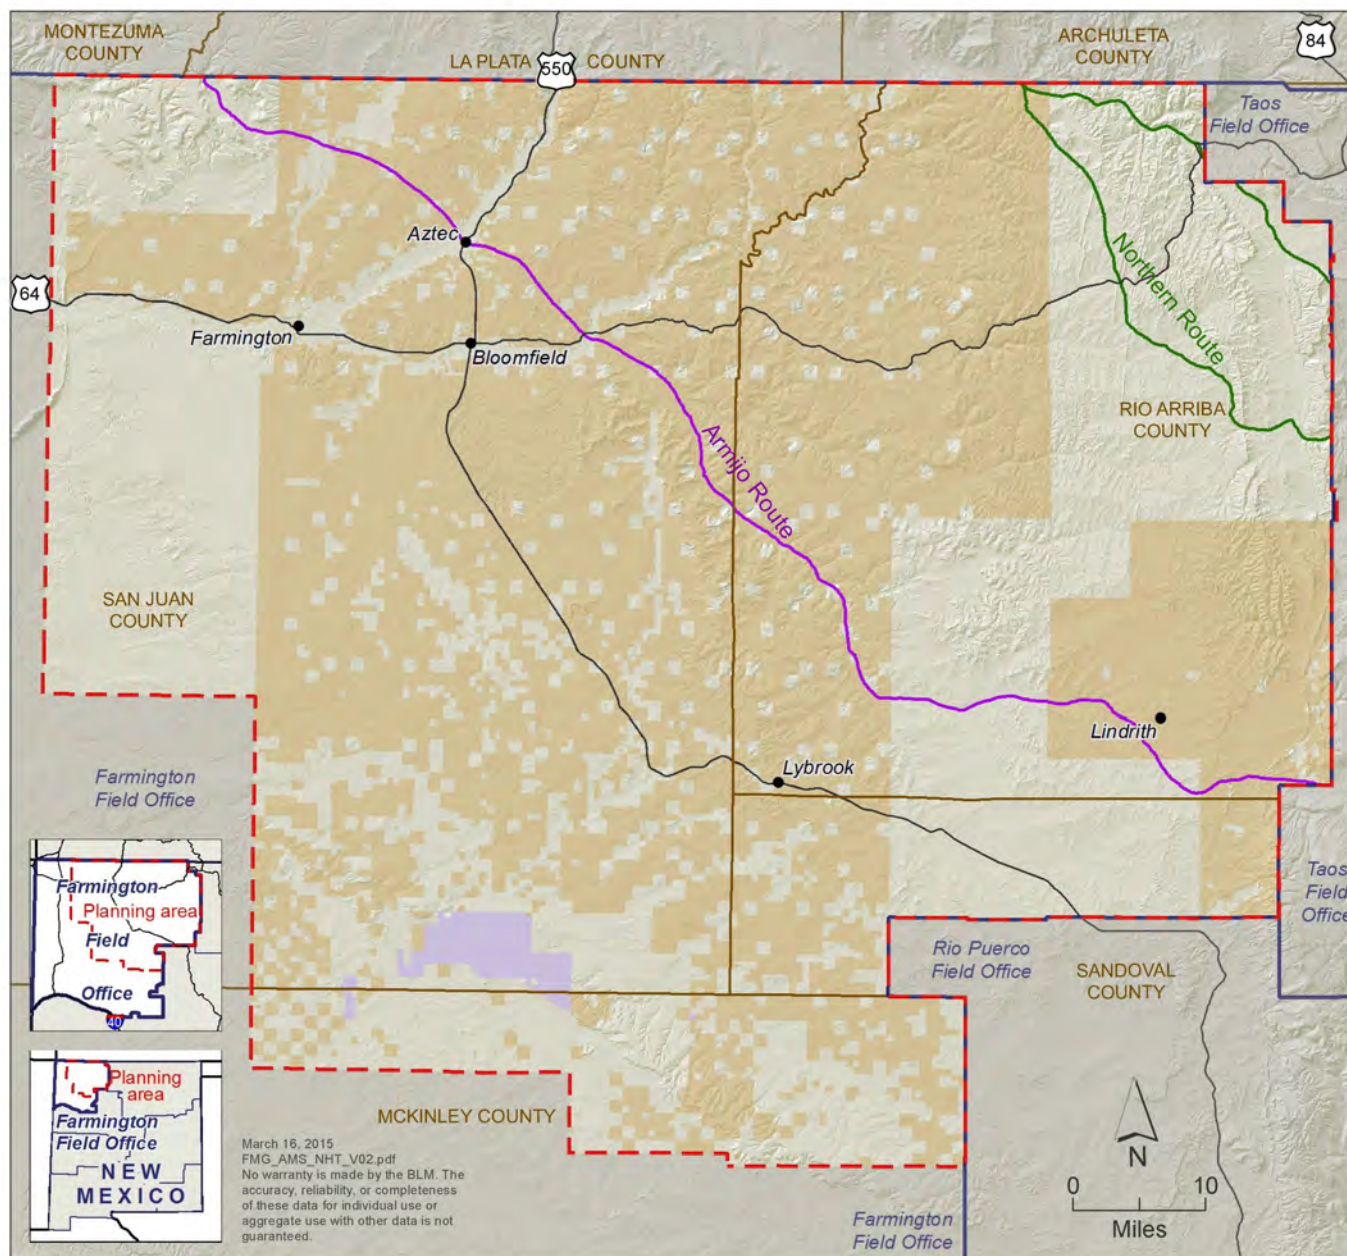 MONTEZUMA
COUNTY
LA PLATA
550
COUNTY
ARCHULETA
COUNTY
84
Taos
Field Office
Aztec
64
Farmington
Bloomfield
Northern Route
RIO ARRIBA
COUNTY
Armijo Route
SAN JUAN
COUNTY
Lindrith
Lybrook
Farmington
Field Office
Farmington
Planning area
Field
Office
40
Taos
Field
Office
Rio Puerco
Field Office
SANDOVAL
COUNTY
Planning
area
Farmington
Field Office
NEW
MEXICO
MCKINLEY COUNTY
March 16, 2015
FMG_AMS_NHT_V02.pdf
No warranty is made by the BLM. The
accuracy, reliability, or completeness
of these data for individual use or
aggregate use with other data is not
guaranteed.
N
0 10
Miles
Farmington
Field Office